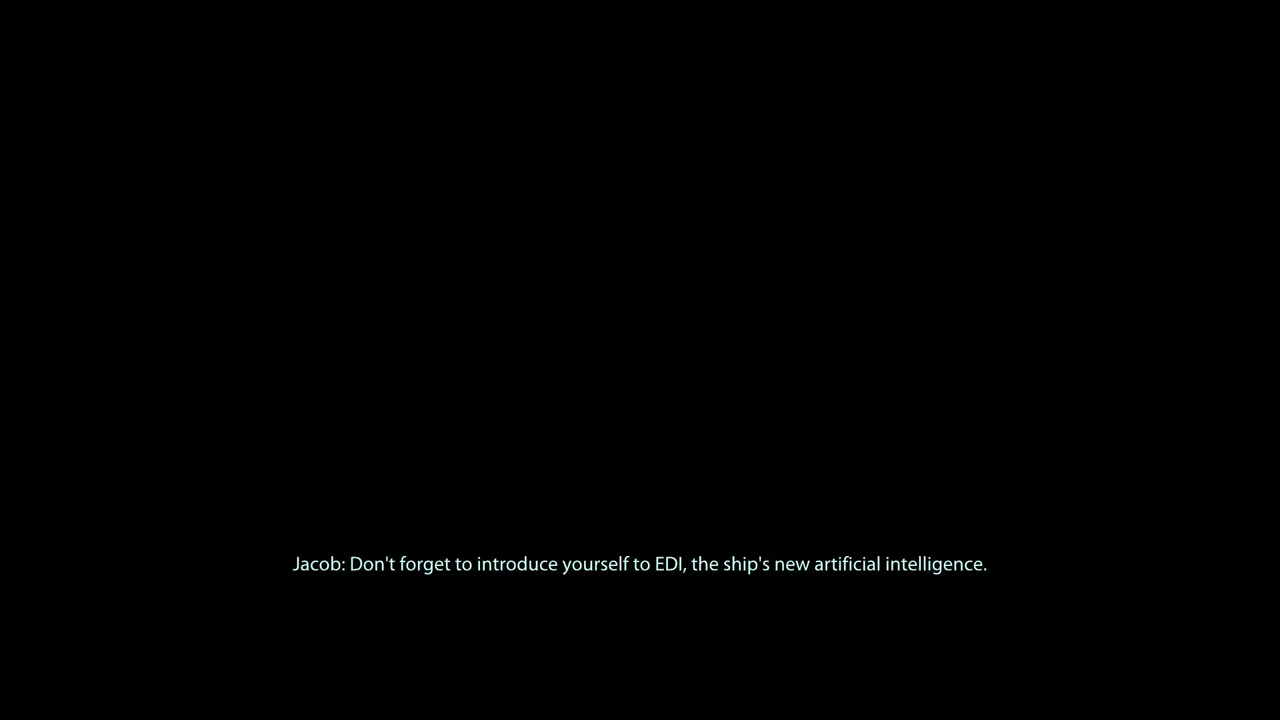 Jacob: Don't forget to introduce yourself to EDI, the ship's new artificial intelligence.